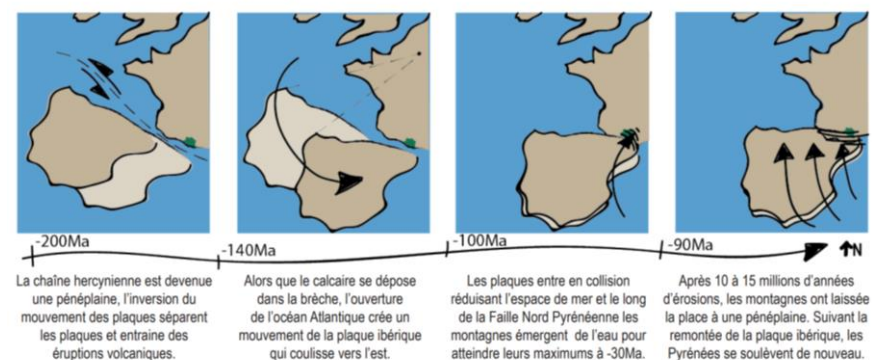 -200Ma
-140Ma
-100Ma
-90Ma
N
La chaîne hercynienne est devenue
une pénéplaine, l'inversion du
mouvement des plaques séparent
les plaques et entraine des
éruptions volcaniques.
Alors que le calcaire se dépose
dans la brèche, l'ouverture
de l'océan Atlantique crée un
mouvement de la plaque ibérique
qui coulisse vers l'est.
Les plaques entre en collision
réduisant l'espace de mer et le long
de la Faille Nord Pyrénéenne les
montagnes émergent de l'eau pour
atteindre leurs maximums à -30Ma.
Après 10 à 15 millions d'années
d'érosions, les montagnes ont laissée
la place à une pénéplaine. Suivant la
remontée de la plaque ibérique, les
Pyrénées se soulèvent de nouveau.